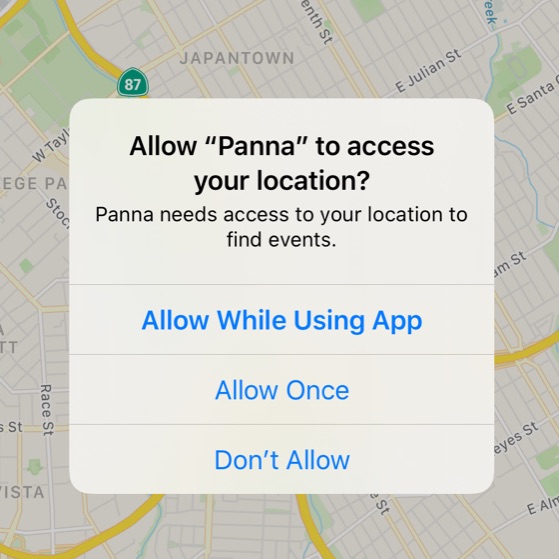 enth St
JAPANTOWN
E Julian St
87
E Santa C
W Tayl
Allow “Panna” to access
your location?
EGE PA
Stoc
Panna needs access to your location to
find events.
am St
Allow While Using App
A
TT
Allow Once
Race St
s St
eyes St
Don’t Allow
VISTA
E Alm